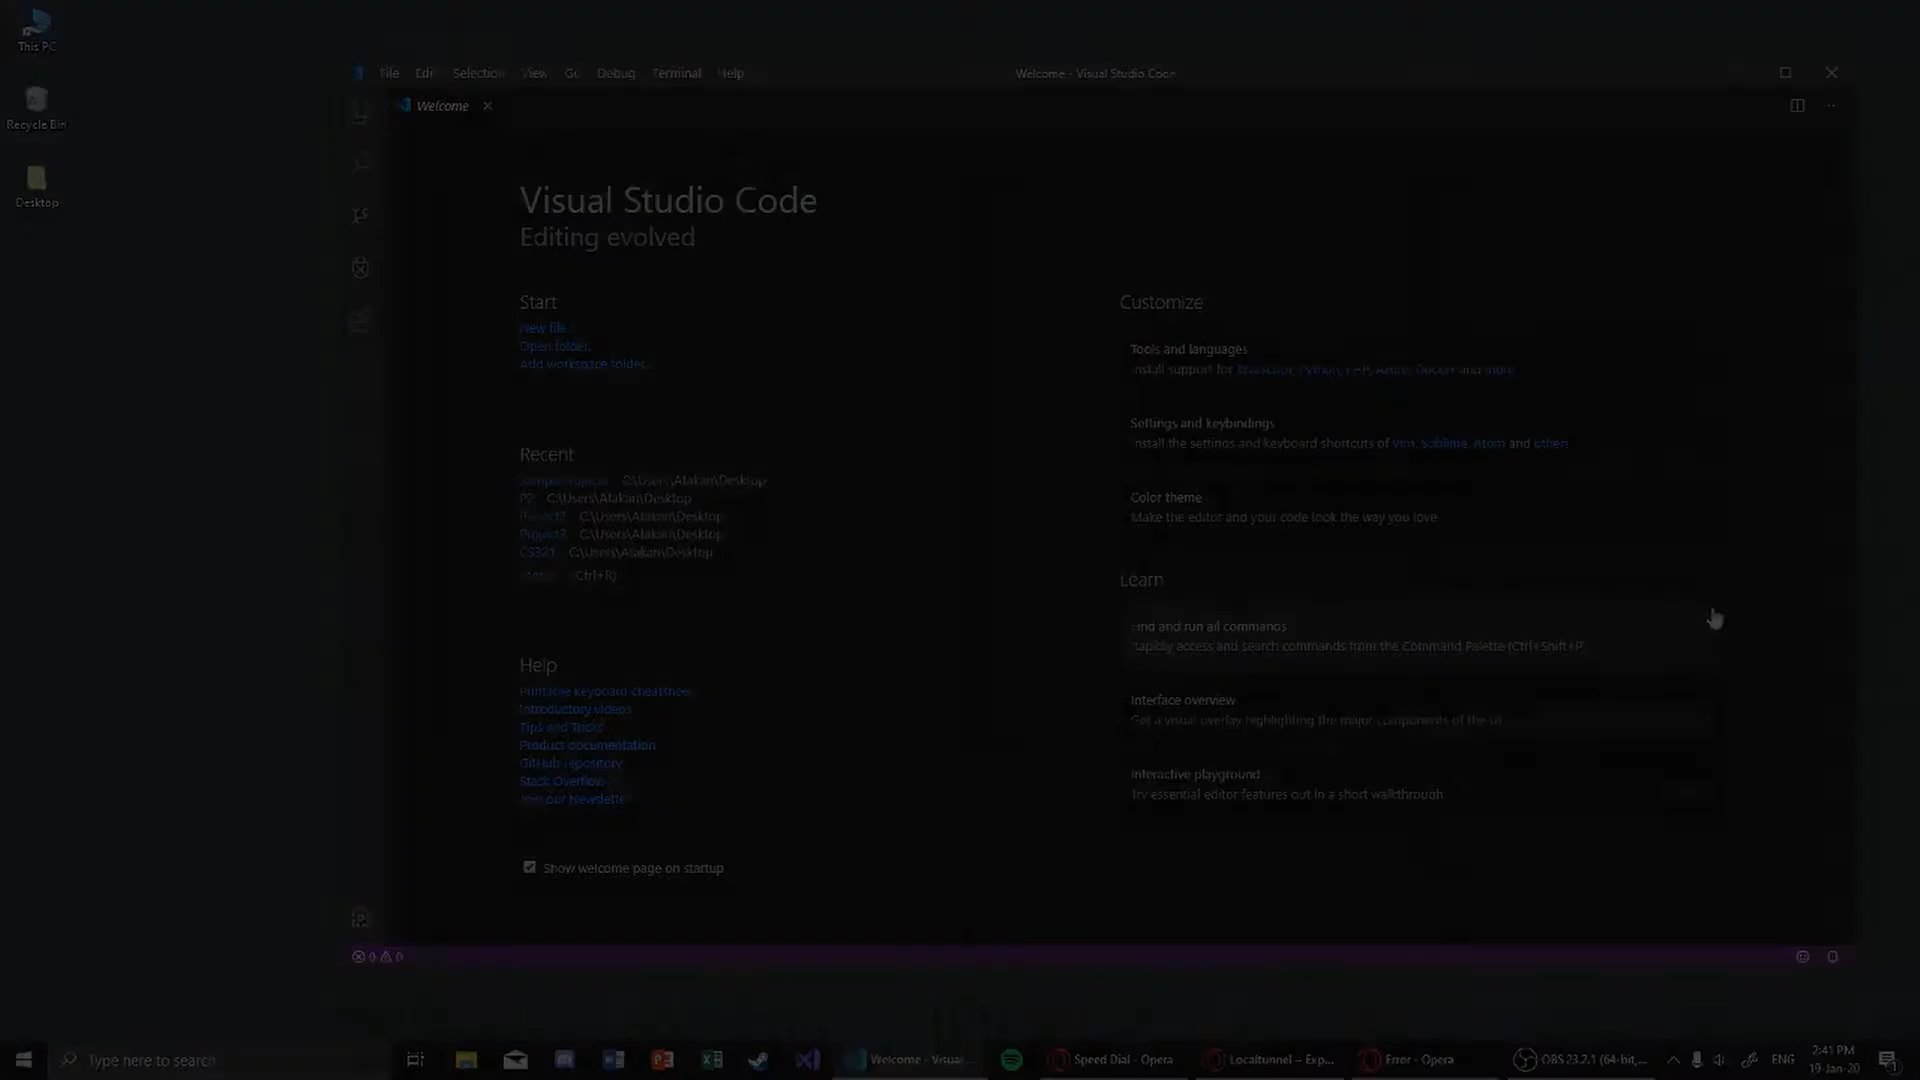 This PC
Recycle Bin
Desktop
File Edit Selection View Go Debug Terminal Help
Welcome - Visual Studio Code
Welcome
Visual Studio Code
Editing evolved
Start
New file
Open folder...
Add workspace folder...
Recent
C:\Users\Atakan\Desktop
P2 C:\Users\Atakan\Desktop
C:\Users\Atakan\Desktop
Project3 C:\Users\Atakan\Desktop
CS321 C:\Users\Atakan\Desktop
(Ctrl+R)
Help
Printable keyboard cheatsheet
Introductory videos
Tips and Tricks
Product documentation
GitHub repository
Stack Overflow
Join our Newsletter
Show welcome page on startup
Customize
Tools and languages
Install support for JavaScript, Python, PHP, Azure, Docker and more
Settings and keybindings
Install the settings and keyboard shortcuts of Vim, Sublime, Atom and others
Color theme
Make the editor and your code look the way you love
Learn
Find and run all commands
Rapidly access and search commands from the Command Palette (Ctrl+Shift+P)
Interface overview
Get a visual overlay highlighting the major components of the UI
Interactive playground
Try essential editor features out in a short walkthrough
0 0
Type here to search
Welcome - Visual...
Speed Dial - Opera
Localtunnel – Exp...
Error - Opera
OBS 23.2.1 (64-bit,...
ENG
2:41 PM
19-Jan-20